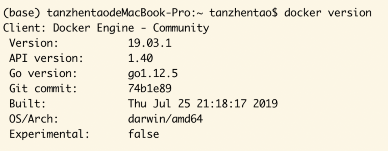 (base) tanzhentaodeMacBook-Pro:~ tanzhentao$ docker version
Client: Docker Engine - Community
Version: 19.03.1
API version: 1.40
Go version: go1.12.5
Git commit: 74b1e89
Built: Thu Jul 25 21:18:17 2019
OS/Arch: darwin/amd64
Experimental: false